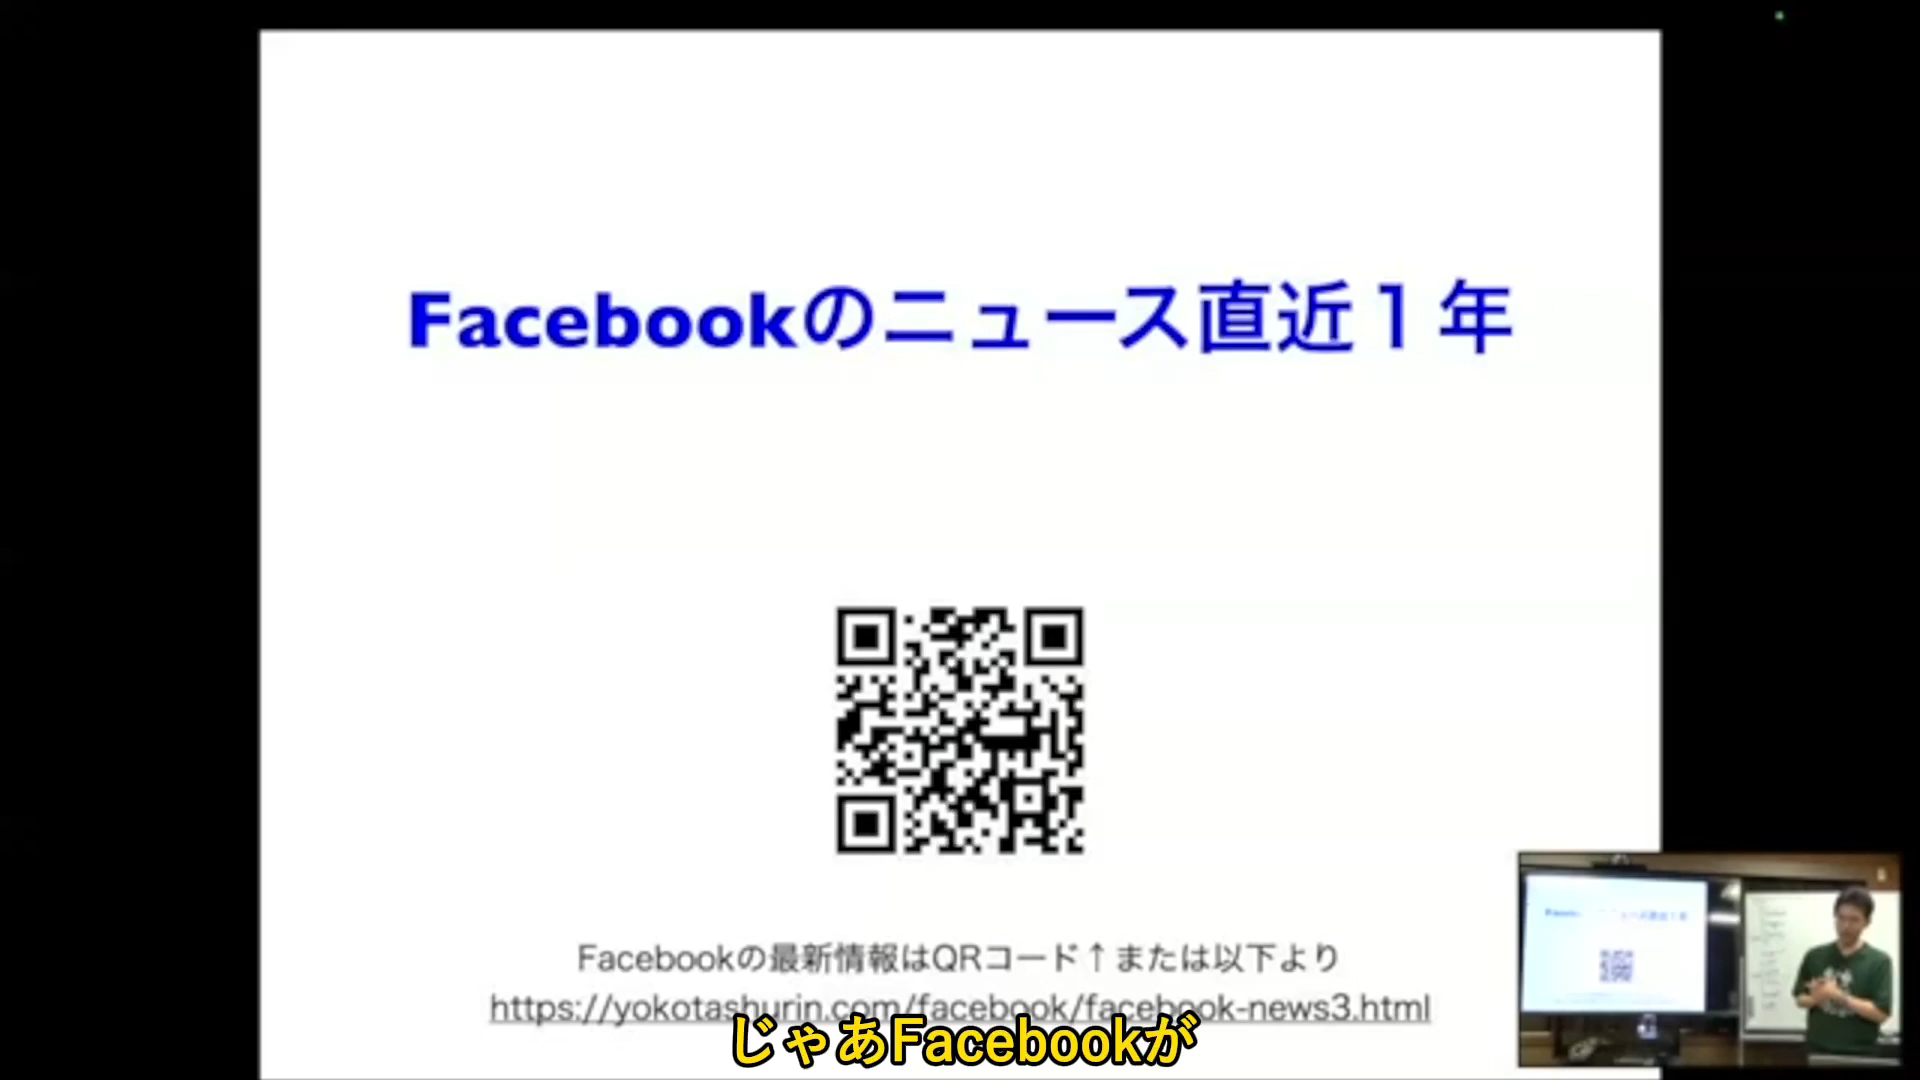 Facebookのニュース直近１年
Facebookの最新情報はQRコード↑または以下より
https://yokotashurin.com/facebook/facebook-news3.html
じゃあFacebookが